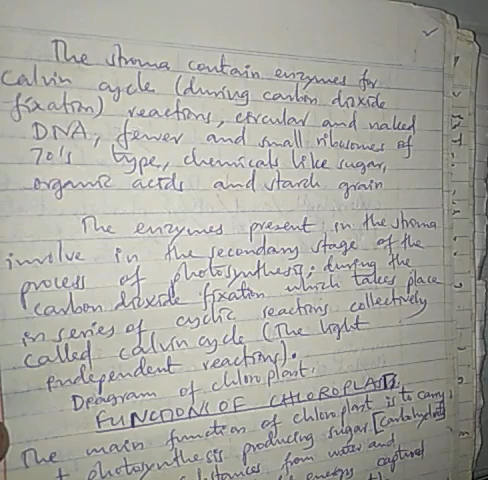 The stroma contain enzymes for
Calvin cycle (during carbon dioxide
fixation) reactions, circular and naked
DNA, fewer and small ribosomes of
70's type, chemicals like sugar,
organic acids and starch grain
The enzymes present in the stroma
involve in the secondary stage of the
process of photosynthesis; during the
carbon dioxide fixation which takes place
in series of cyclic reactions collectively
called calvin cycle (The light
independent reactions).
Diagram of chloroplast.
FUNCTIONS OF CHLOROPLAST
The main function of chloroplast is to carry
photosynthesis producing sugar [carbohydrate
from water and
energy captured